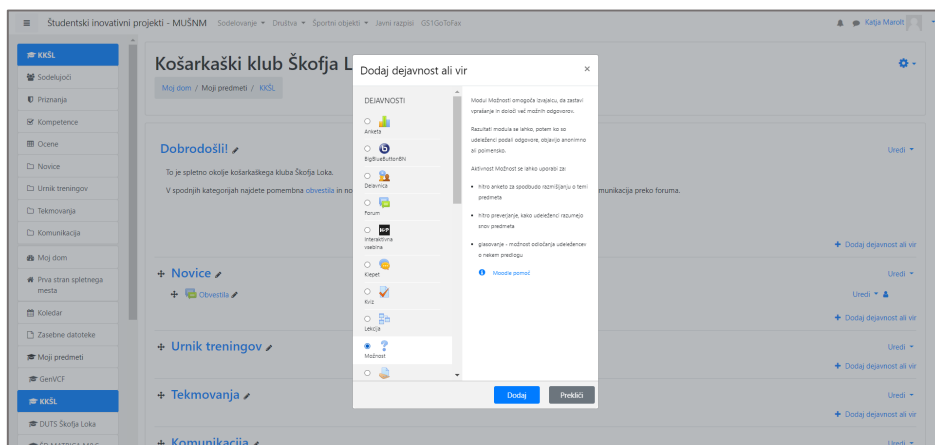 Študentski inovativni projekti - MUŠNM Sodelovanje Društva Športni objekti Javni razpisi GS1GoToFax
Katja Marolt
KKŠL
Sodelujoči
Priznanja
Kompetence
Ocene
Novice
Urnik treningov
Tekmovanja
Komunikacija
Moj dom
Prva stran spletnega
mesta
Koledar
Zasebne datoteke
Moji predmeti
GenVCF
KKŠL
DUTS Škofja Loka
Košarkaški klub Škofja L
Moj dom / Moji predmeti / KKŠL
Dobrodošli!
Uredi
To je spletno okolje košarkaškega kluba Škofja Loka.
V spodnjih kategorijah najdete pomembna obvestila in no
munikacija preko foruma.
+ Dodaj dejavnost ali vir
Novice
Uredi
Obvestila
Uredi
+ Dodaj dejavnost ali vir
Urnik treningov
Uredi
+ Dodaj dejavnost ali vir
Tekmovanja
Uredi
+ Dodaj dejavnost ali vir
Komunikacija
Uredi
Dodaj dejavnost ali vir
×
DEJAVNOSTI
Anketa
BigBlueButtonBN
Delavnica
Forum
H-P
Interaktivna
vsebina
Klepet
Kviz
Lekcija
Možnost
Modul Možnosti omogoča izvajalcu, da zastavi
vprašanje in določi več možnih odgovorov.
Rezultati modula se lahko, potem ko so
udeleženci podali odgovore, objavijo anonimno
ali poimensko.
Aktivnost Možnost se lahko uporabi za:
• hitro anketo za spodbudo razmišljanju o temi
predmeta
• hitro preverjanje, kako udeleženci razumejo
snov predmeta
• glasovanje - možnost odločanja udeležencev
o nekem predlogu
Moodle pomoč
Dodaj
Prekliči